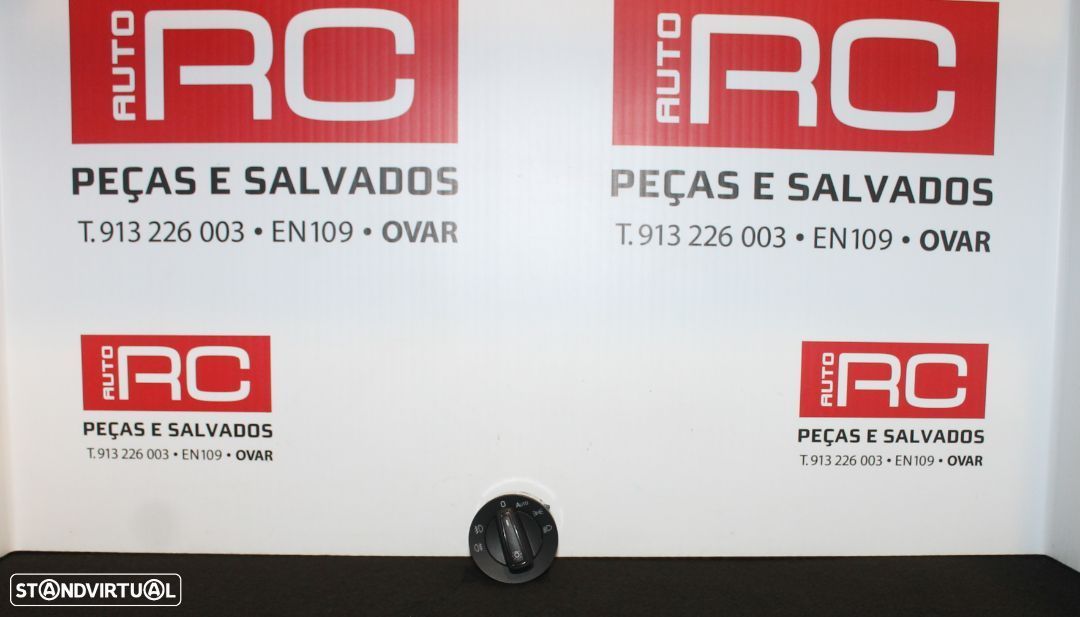 AUTO RC
PEÇAS E SALVADOS
T. 913 226 003 • EN109 • OVAR
AUTO RC
PEÇAS E SALVADOS
T. 913 226 003 • EN109 • OVAR
AUTO RC
PEÇAS E SALVADOS
T. 913 226 003 • EN109 • OVAR
AUTO RC
PEÇAS E SALVADOS
T. 913 226 003 • EN109 • OVAR
0 AUTO
STANDVIRTUAL